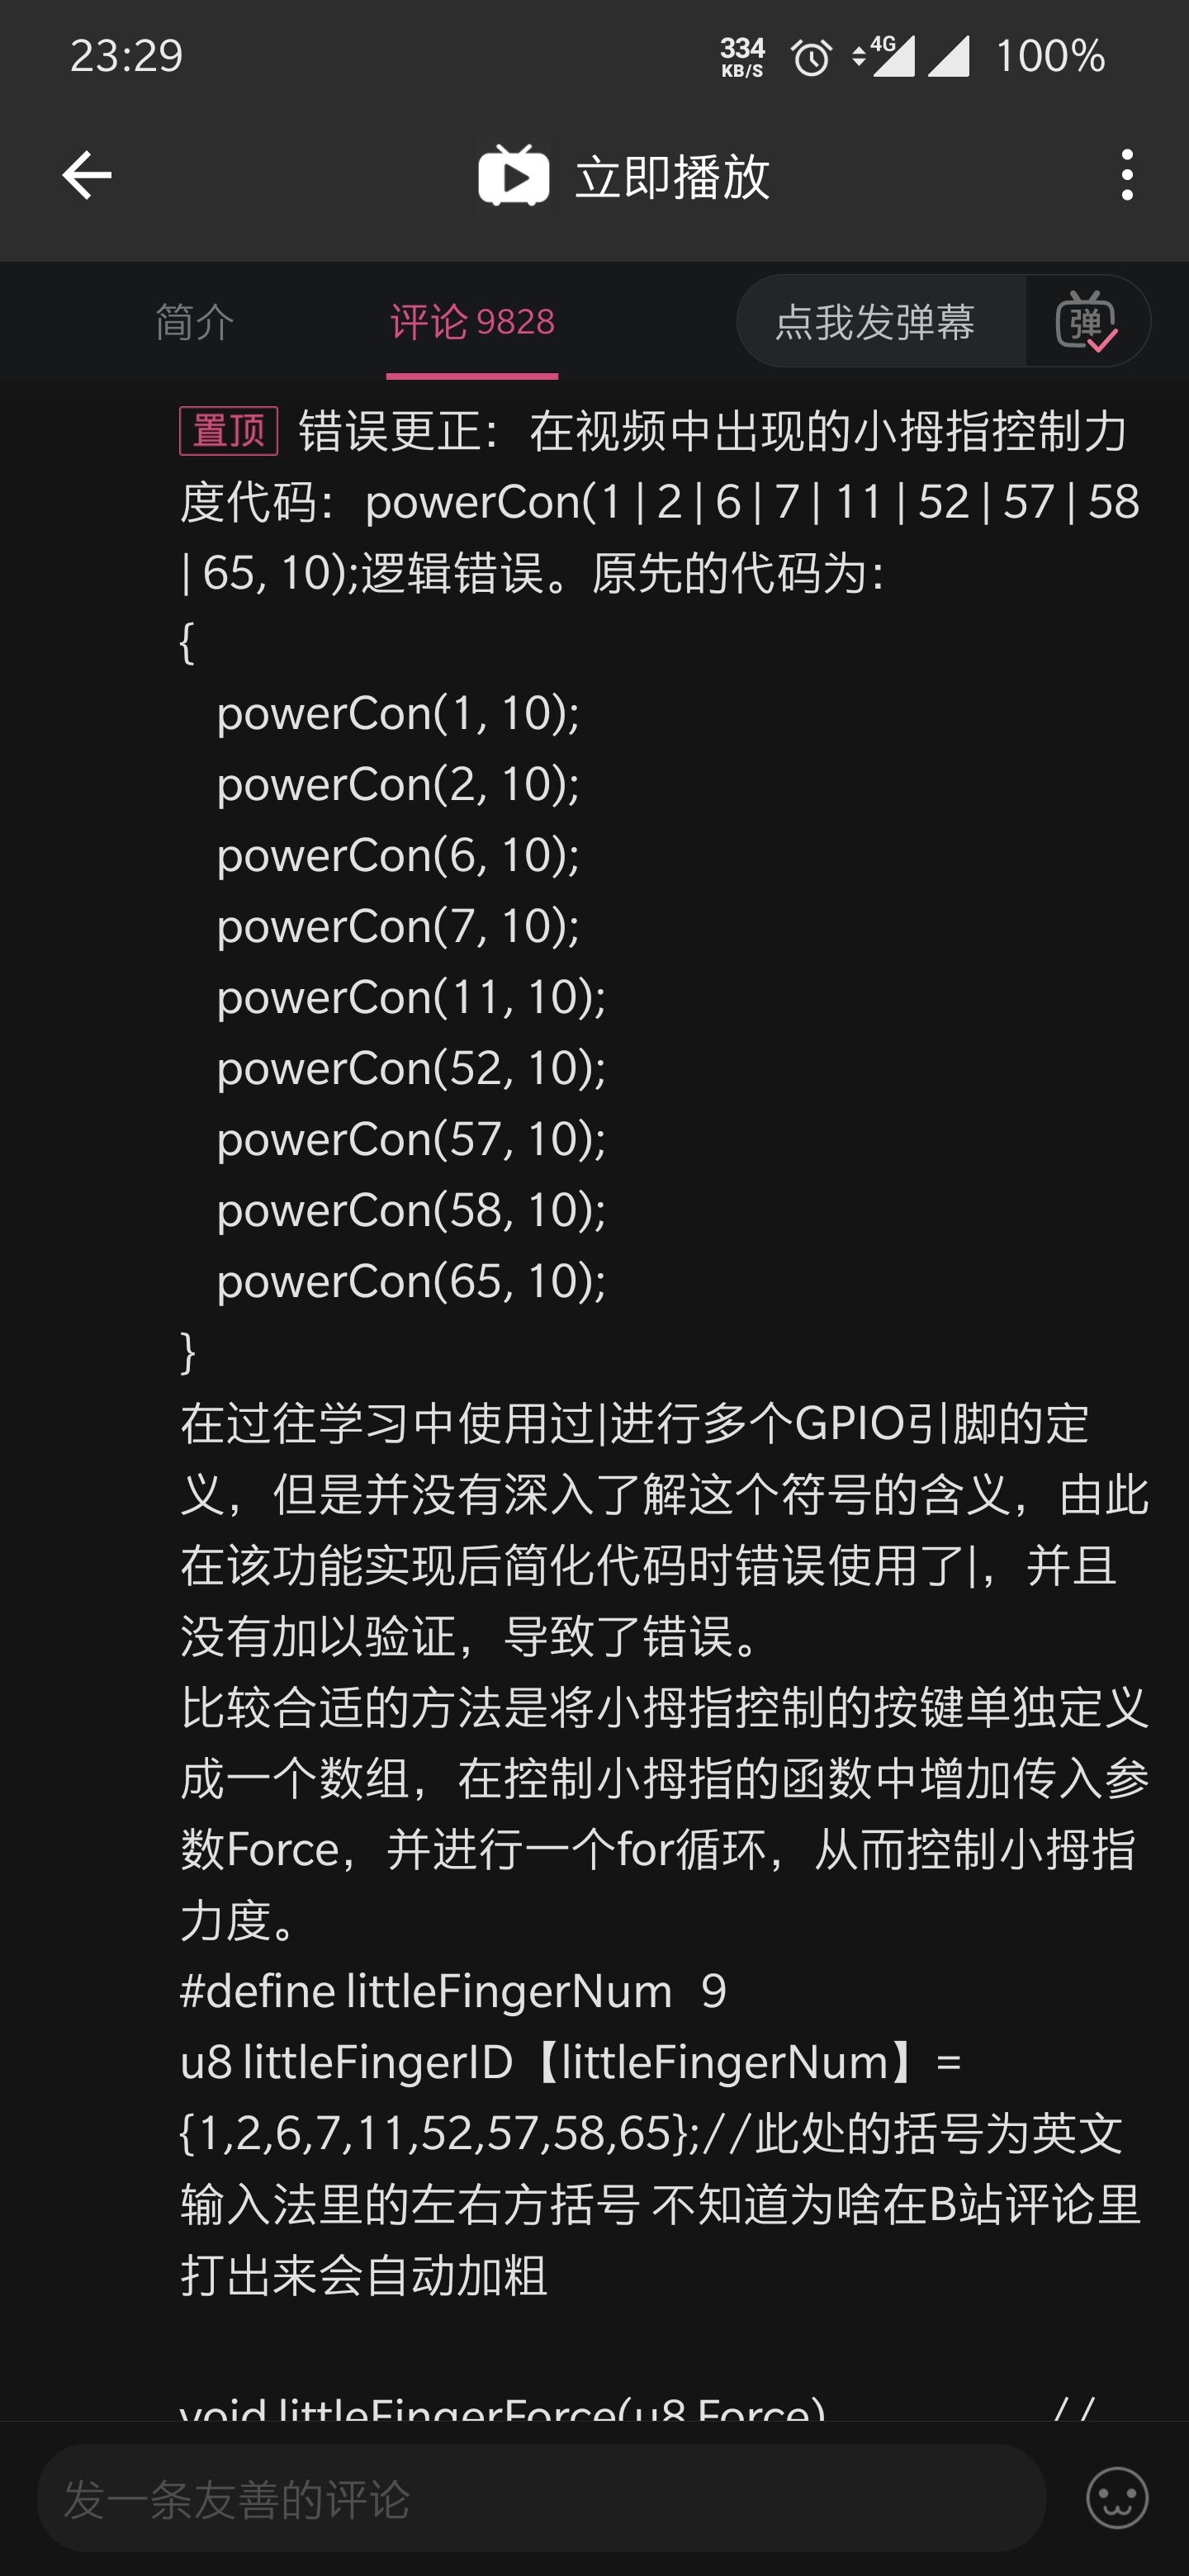 23:29 334 KB/S 4G 100%
立即播放
简介 评论 9828 点我发弹幕 弹
置顶 错误更正：在视频中出现的小拇指控制力
度代码：powerCon(1 | 2 | 6 | 7 | 11 | 52 | 57 | 58
| 65, 10);逻辑错误。原先的代码为：
{
powerCon(1, 10);
powerCon(2, 10);
powerCon(6, 10);
powerCon(7, 10);
powerCon(11, 10);
powerCon(52, 10);
powerCon(57, 10);
powerCon(58, 10);
powerCon(65, 10);
}
在过往学习中使用过|进行多个GPIO引脚的定
义，但是并没有深入了解这个符号的含义，由此
在该功能实现后简化代码时错误使用了|，并且
没有加以验证，导致了错误。
比较合适的方法是将小拇指控制的按键单独定义
成一个数组，在控制小拇指的函数中增加传入参
数Force，并进行一个for循环，从而控制小拇指
力度。
#define littleFingerNum 9
u8 littleFingerID【littleFingerNum】=
{1,2,6,7,11,52,57,58,65};//此处的括号为英文
输入法里的左右方括号 不知道为啥在B站评论里
打出来会自动加粗
void littleFingerForce(u8 Force) //
发一条友善的评论